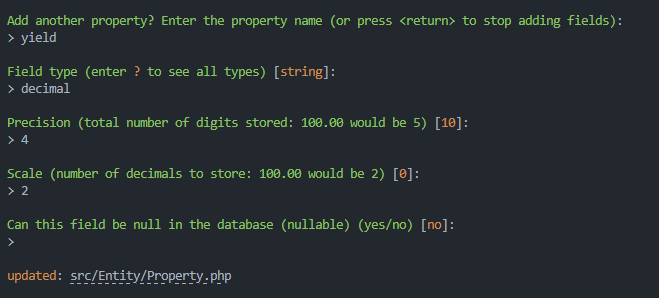 Add another property? Enter the property name (or press <return> to stop adding fields):
> yield
Field type (enter ? to see all types) [string]:
> decimal
Precision (total number of digits stored: 100.00 would be 5) [10]:
> 4
Scale (number of decimals to store: 100.00 would be 2) [0]:
> 2
Can this field be null in the database (nullable) (yes/no) [no]:
>
updated: src/Entity/Property.php